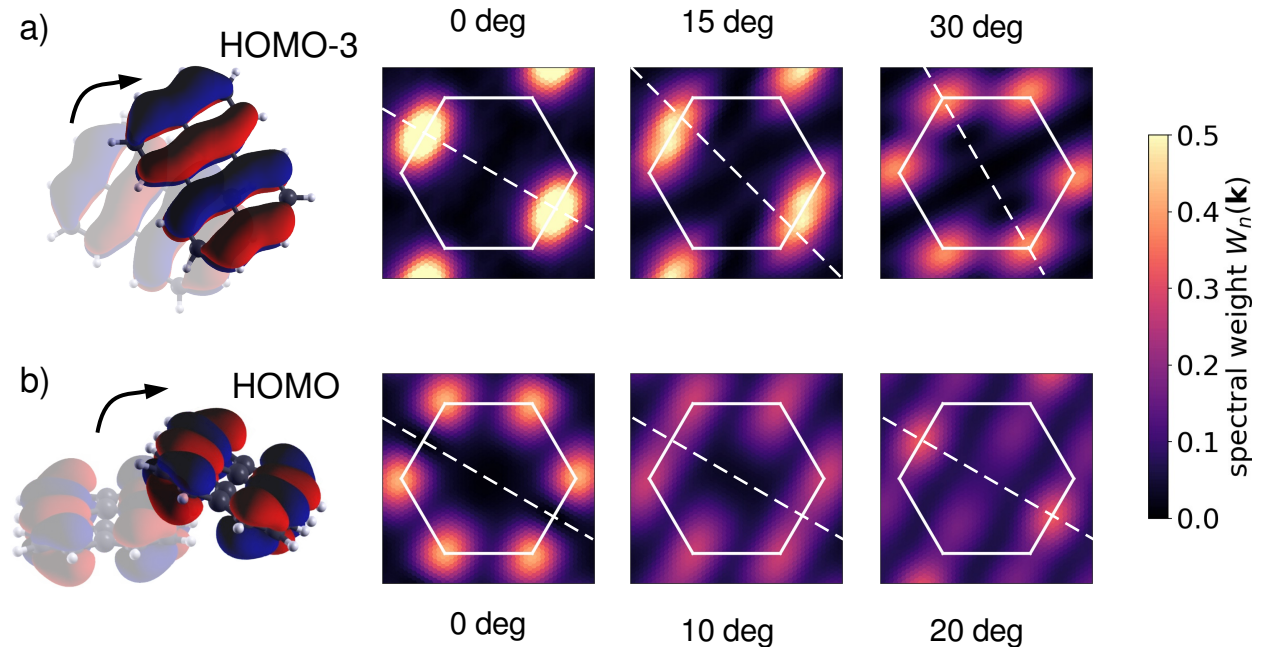 a)
HOMO-3
0 deg
15 deg
30 deg
b)
HOMO
0 deg
10 deg
20 deg
0.5
0.4
0.3
0.2
0.1
0.0
spectral weight Wₙ(k)